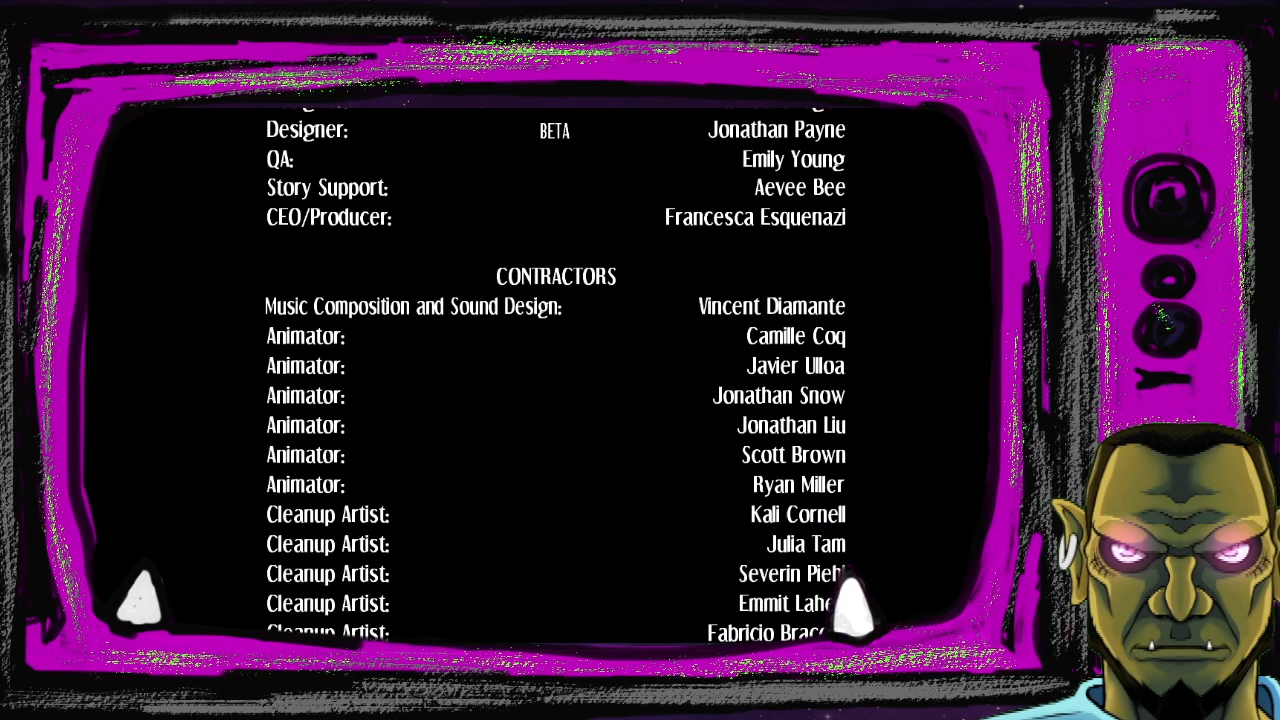 Designer: BETA Jonathan Payne
QA: Emily Young
Story Support: Aevee Bee
CEO/Producer: Francesca Esquenazi
CONTRACTORS
Music Composition and Sound Design: Vincent Diamante
Animator: Camille Coq
Animator: Javier Ulloa
Animator: Jonathan Snow
Animator: Jonathan Liu
Animator: Scott Brown
Animator: Ryan Miller
Cleanup Artist: Kali Cornell
Cleanup Artist: Julia Tam
Cleanup Artist: Severin
Cleanup Artist: Emmit
Cleanup Artist: Fabricio